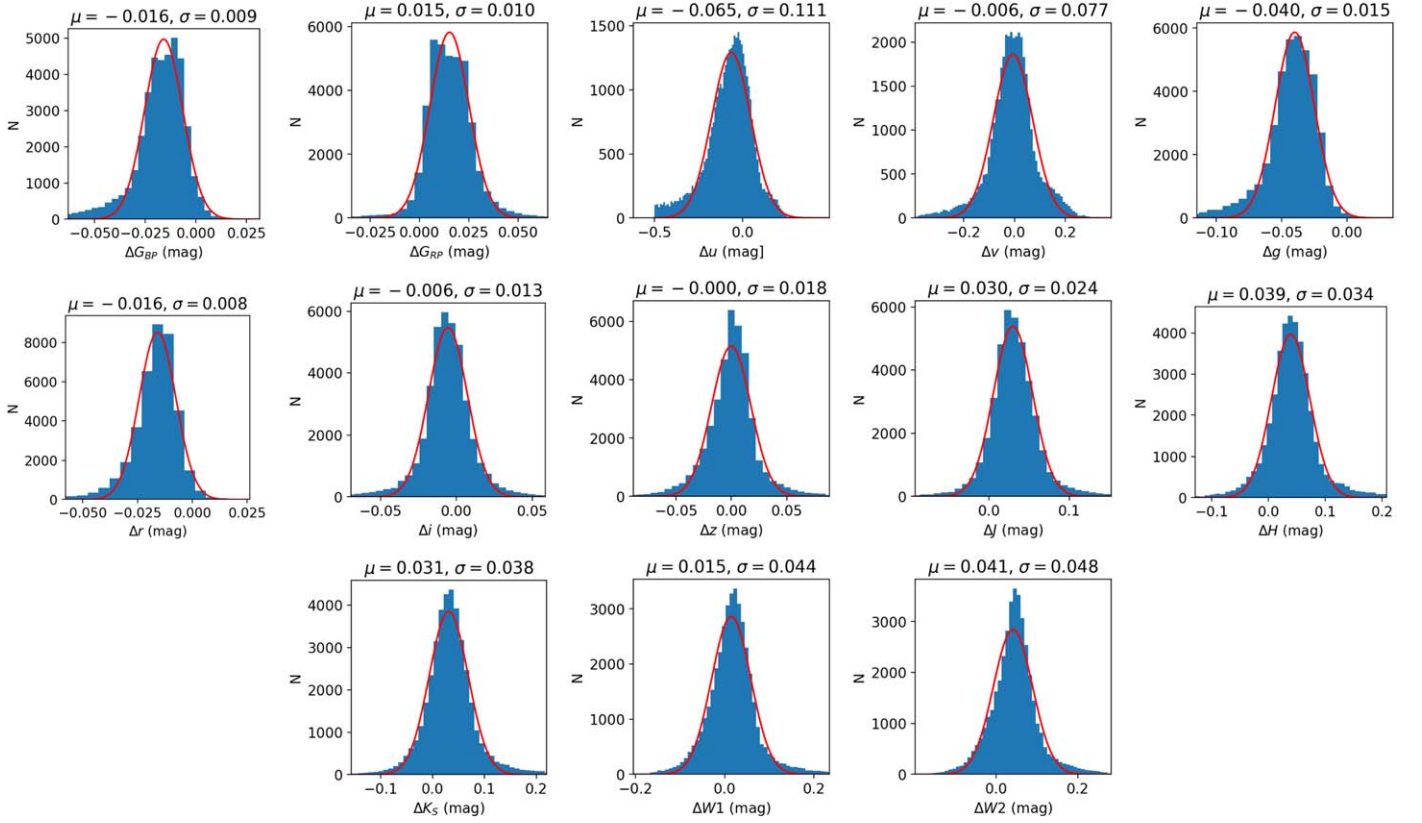 μ = −0.016, σ = 0.009
N
5000
4000
3000
2000
1000
0
−0.050 −0.025 0.000 0.025
ΔG_BP (mag)
μ = 0.015, σ = 0.010
N
6000
4000
2000
0
−0.025 0.000 0.025 0.050
ΔG_RP (mag)
μ = −0.065, σ = 0.111
N
1500
1000
500
0
−0.5 0.0
Δu (mag]
μ = −0.006, σ = 0.077
N
2000
1500
1000
500
0
−0.2 0.0 0.2
Δv (mag)
μ = −0.040, σ = 0.015
N
6000
4000
2000
0
−0.10 −0.05 0.00
Δg (mag)
μ = −0.016, σ = 0.008
N
8000
6000
4000
2000
0
−0.050 −0.025 0.000 0.025
Δr (mag)
μ = −0.006, σ = 0.013
N
6000
4000
2000
0
−0.05 0.00 0.05
Δi (mag)
μ = −0.000, σ = 0.018
N
6000
4000
2000
0
−0.05 0.00 0.05
Δz (mag)
μ = 0.030, σ = 0.024
N
6000
4000
2000
0
0.0 0.1
ΔJ (mag)
μ = 0.039, σ = 0.034
N
4000
3000
2000
1000
0
−0.1 0.0 0.1 0.2
ΔH (mag)
μ = 0.031, σ = 0.038
N
4000
3000
2000
1000
0
−0.1 0.0 0.1 0.2
ΔK_S (mag)
μ = 0.015, σ = 0.044
N
3000
2000
1000
0
−0.2 0.0 0.2
ΔW1 (mag)
μ = 0.041, σ = 0.048
N
3000
2000
1000
0
0.0 0.2
ΔW2 (mag)